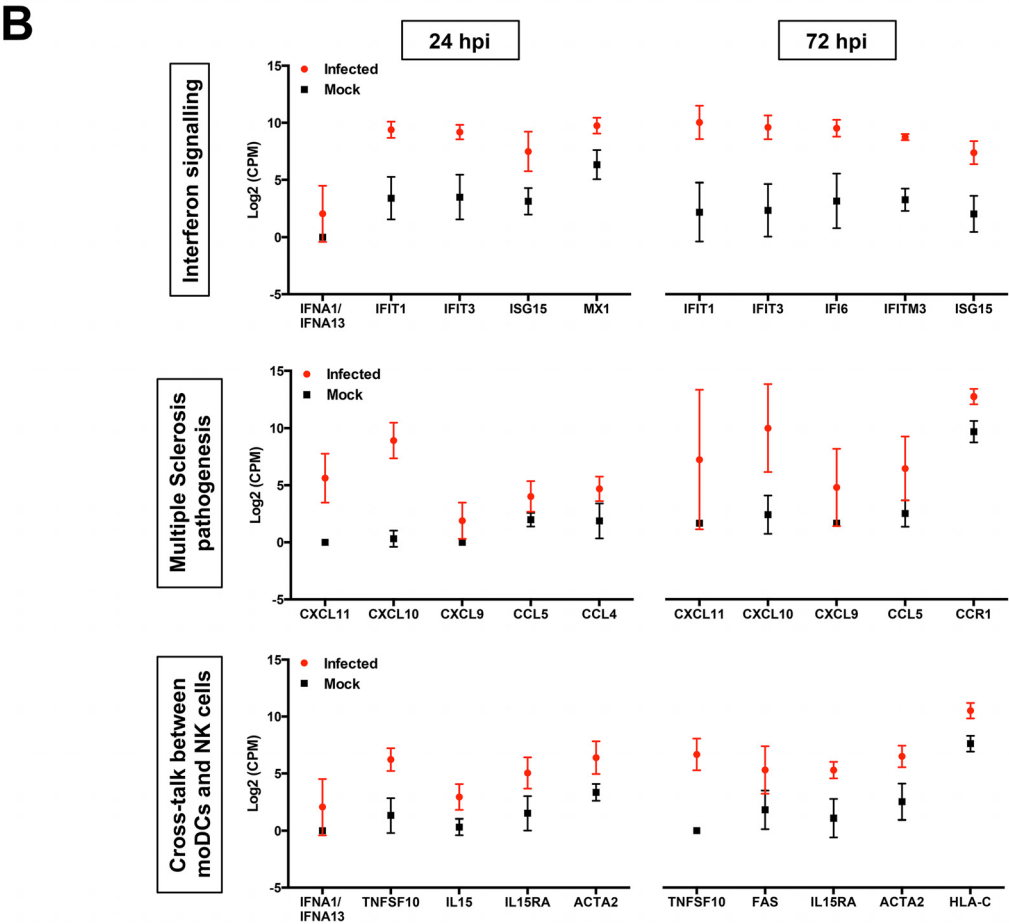 B
24 hpi
72 hpi
Interferon signalling
Log2 (CPM)
15
10
5
0
-5
Infected
Mock
IFNA1/
IFNA13
IFIT1
IFIT3
ISG15
MX1
IFIT1
IFIT3
IFI6
IFITM3
ISG15
Multiple Sclerosis
pathogenesis
Log2 (CPM)
15
10
5
0
-5
Infected
Mock
CXCL11
CXCL10
CXCL9
CCL5
CCL4
CXCL11
CXCL10
CXCL9
CCL5
CCR1
Cross-talk between
moDCs and NK cells
Log2 (CPM)
15
10
5
0
-5
Infected
Mock
IFNA1/
IFNA13
TNFSF10
IL15
IL15RA
ACTA2
TNFSF10
FAS
IL15RA
ACTA2
HLA-C